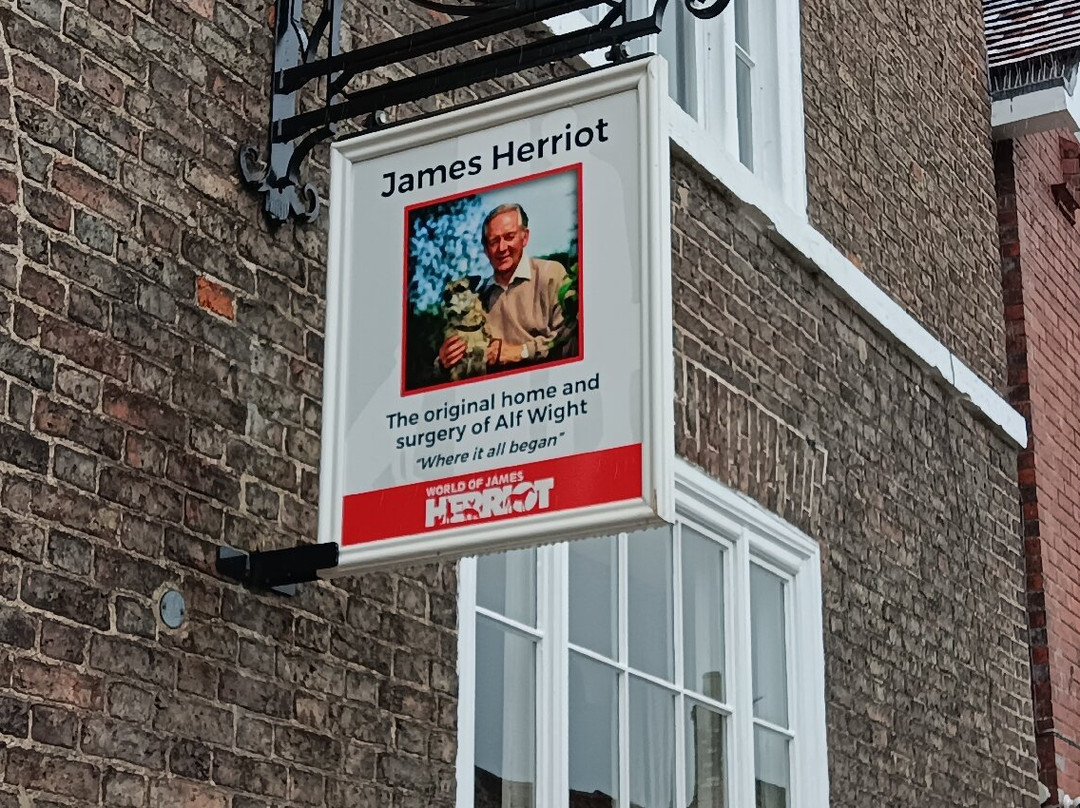 James Herriot
The original home and
surgery of Alf Wight
"Where it all began"
WORLD OF JAMES
HERRIOT